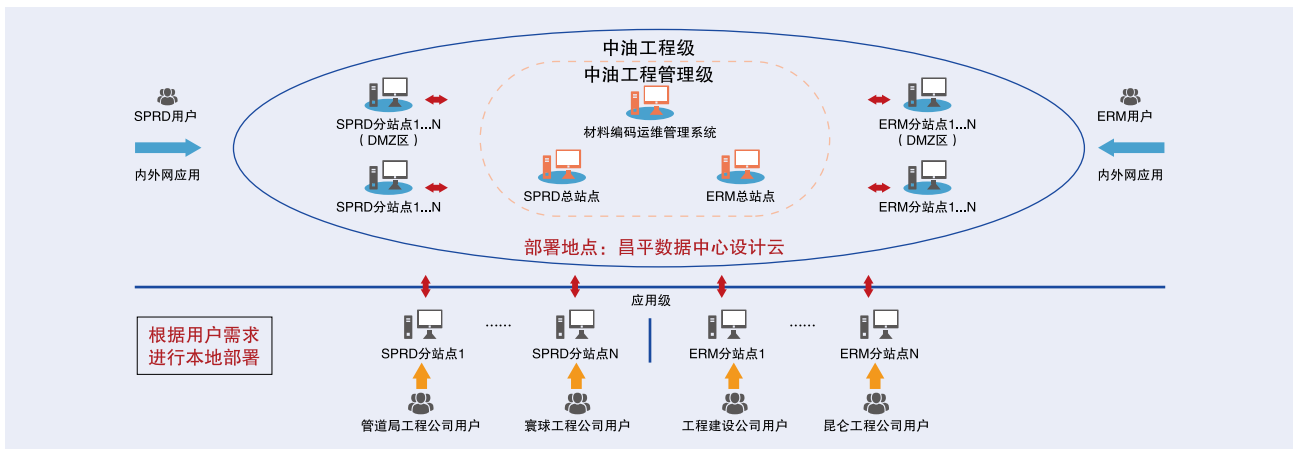 中油工程级
中油工程管理级
SPRD用户
内外网应用
SPRD分站点1...N
（DMZ区）
SPRD分站点1...N
材料编码运维管理系统
SPRD总站点
ERM总站点
ERM分站点1...N
（DMZ区）
ERM分站点1...N
ERM用户
内外网应用
部署地点：昌平数据中心设计云
应用级
根据用户需求
进行本地部署
SPRD分站点1
......
SPRD分站点N
ERM分站点1
......
ERM分站点N
管道局工程公司用户
寰球工程公司用户
工程建设公司用户
昆仑工程公司用户